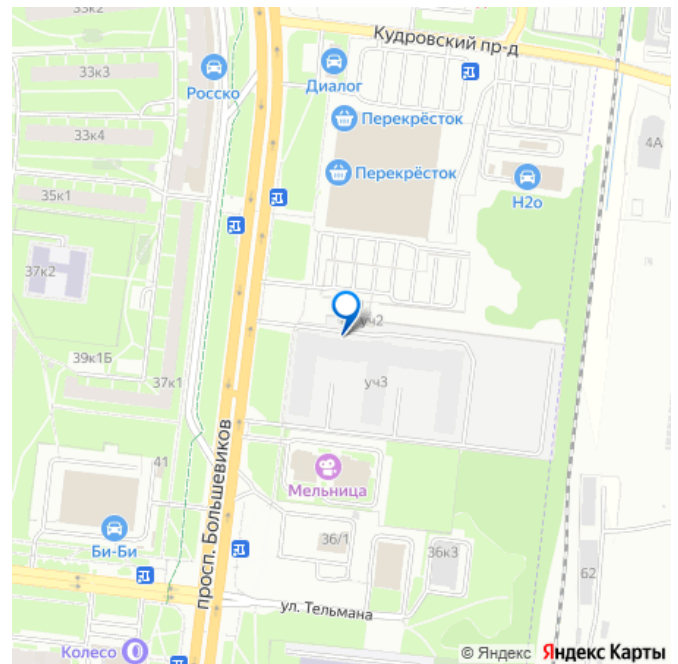 33к2
Кудровский пр-д
33к3
Росско
Диалог
Перекрёсток
33к4
4А
Перекрёсток
35к1
Н2о
37к2
уч2
39к1Б
37к1
уч3
просп. Большевиков
41
Мельница
Би-Би
36/1
36к3
62
ул. Тельмана
Колесо
© Яндекс Яндекс Карты